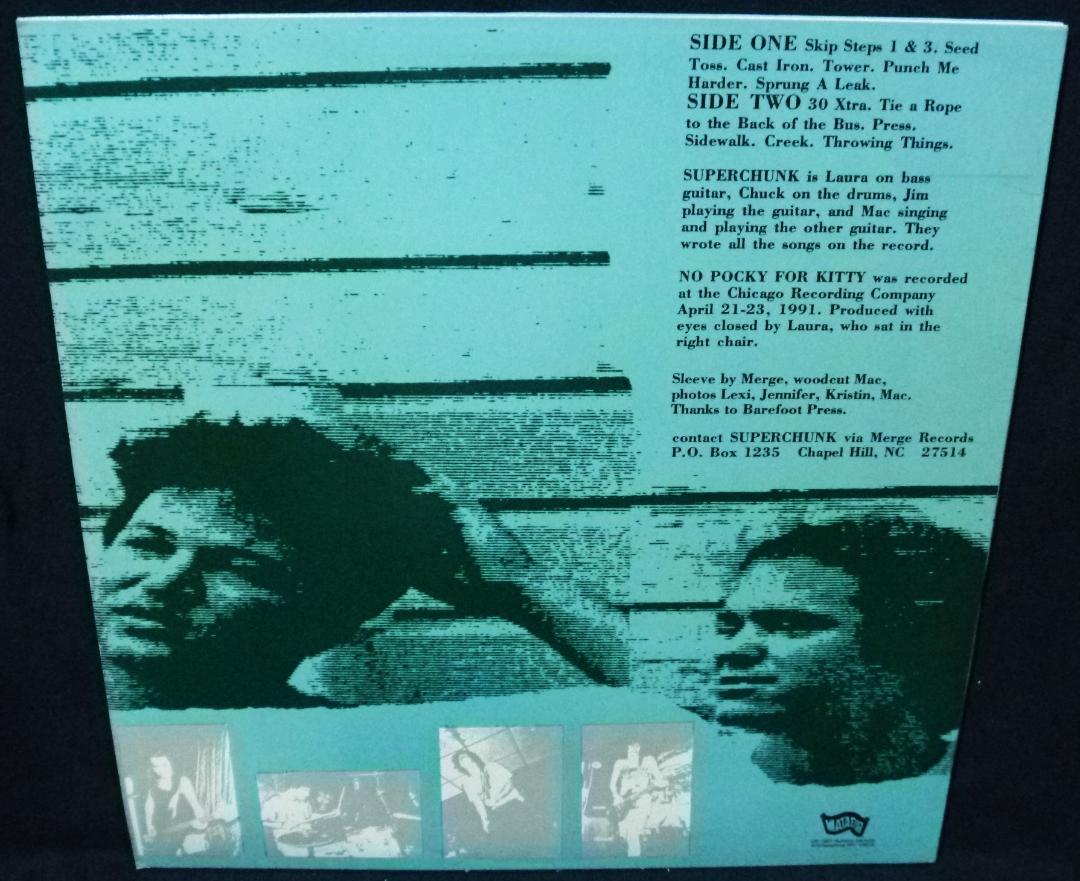 SIDE ONE Skip Steps 1 & 3. Seed
Toss. Cast Iron. Tower. Punch Me
Harder. Sprung A Leak.
SIDE TWO 30 Xtra. Tie a Rope
to the Back of the Bus. Press.
Sidewalk. Creek. Throwing Things.
SUPERCHUNK is Laura on bass
guitar, Chuck on the drums, Jim
playing the guitar, and Mac singing
and playing the other guitar. They
wrote all the songs on the record.
NO POCKY FOR KITTY was recorded
at the Chicago Recording Company
April 21-23, 1991. Produced with
eyes closed by Laura, who sat in the
right chair.
Sleeve by Merge, woodcut Mac,
photos Lexi, Jennifer, Kristin, Mac.
Thanks to Barefoot Press.
contact SUPERCHUNK via Merge Records
P.O. Box 1235 Chapel Hill, NC 27514
MATADOR